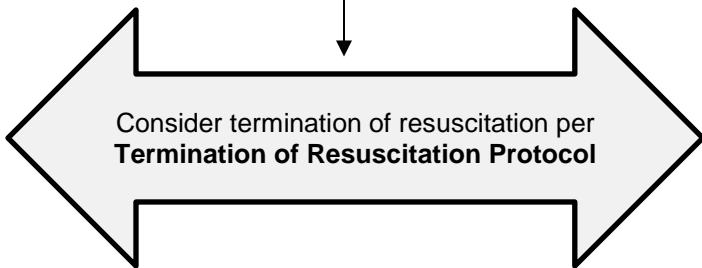 Consider termination of resuscitation per
Termination of Resuscitation Protocol